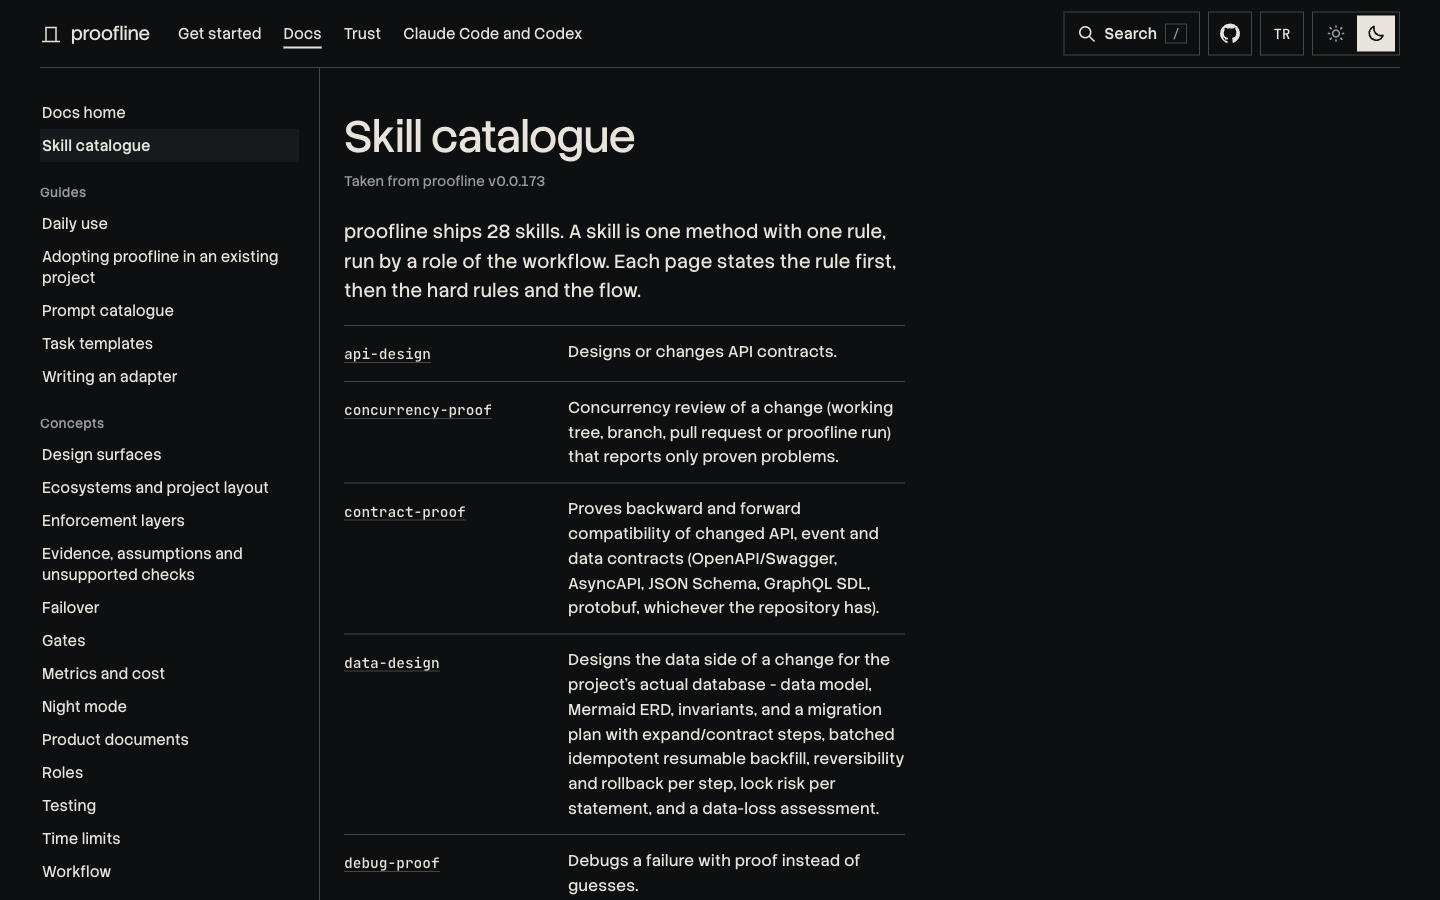 proofline
Get started
Docs
Trust
Claude Code and Codex
Search /
TR
Docs home
Skill catalogue
Guides
Daily use
Adopting proofline in an existing
project
Prompt catalogue
Task templates
Writing an adapter
Concepts
Design surfaces
Ecosystems and project layout
Enforcement layers
Evidence, assumptions and
unsupported checks
Failover
Gates
Metrics and cost
Night mode
Product documents
Roles
Testing
Time limits
Workflow
Skill catalogue
Taken from proofline v0.0.173
proofline ships 28 skills. A skill is one method with one rule,
run by a role of the workflow. Each page states the rule first,
then the hard rules and the flow.
api-design
Designs or changes API contracts.
concurrency-proof
Concurrency review of a change (working
tree, branch, pull request or proofline run)
that reports only proven problems.
contract-proof
Proves backward and forward
compatibility of changed API, event and
data contracts (OpenAPI/Swagger,
AsyncAPI, JSON Schema, GraphQL SDL,
protobuf, whichever the repository has).
data-design
Designs the data side of a change for the
project's actual database - data model,
Mermaid ERD, invariants, and a migration
plan with expand/contract steps, batched
idempotent resumable backfill, reversibility
and rollback per step, lock risk per
statement, and a data-loss assessment.
debug-proof
Debugs a failure with proof instead of
guesses.